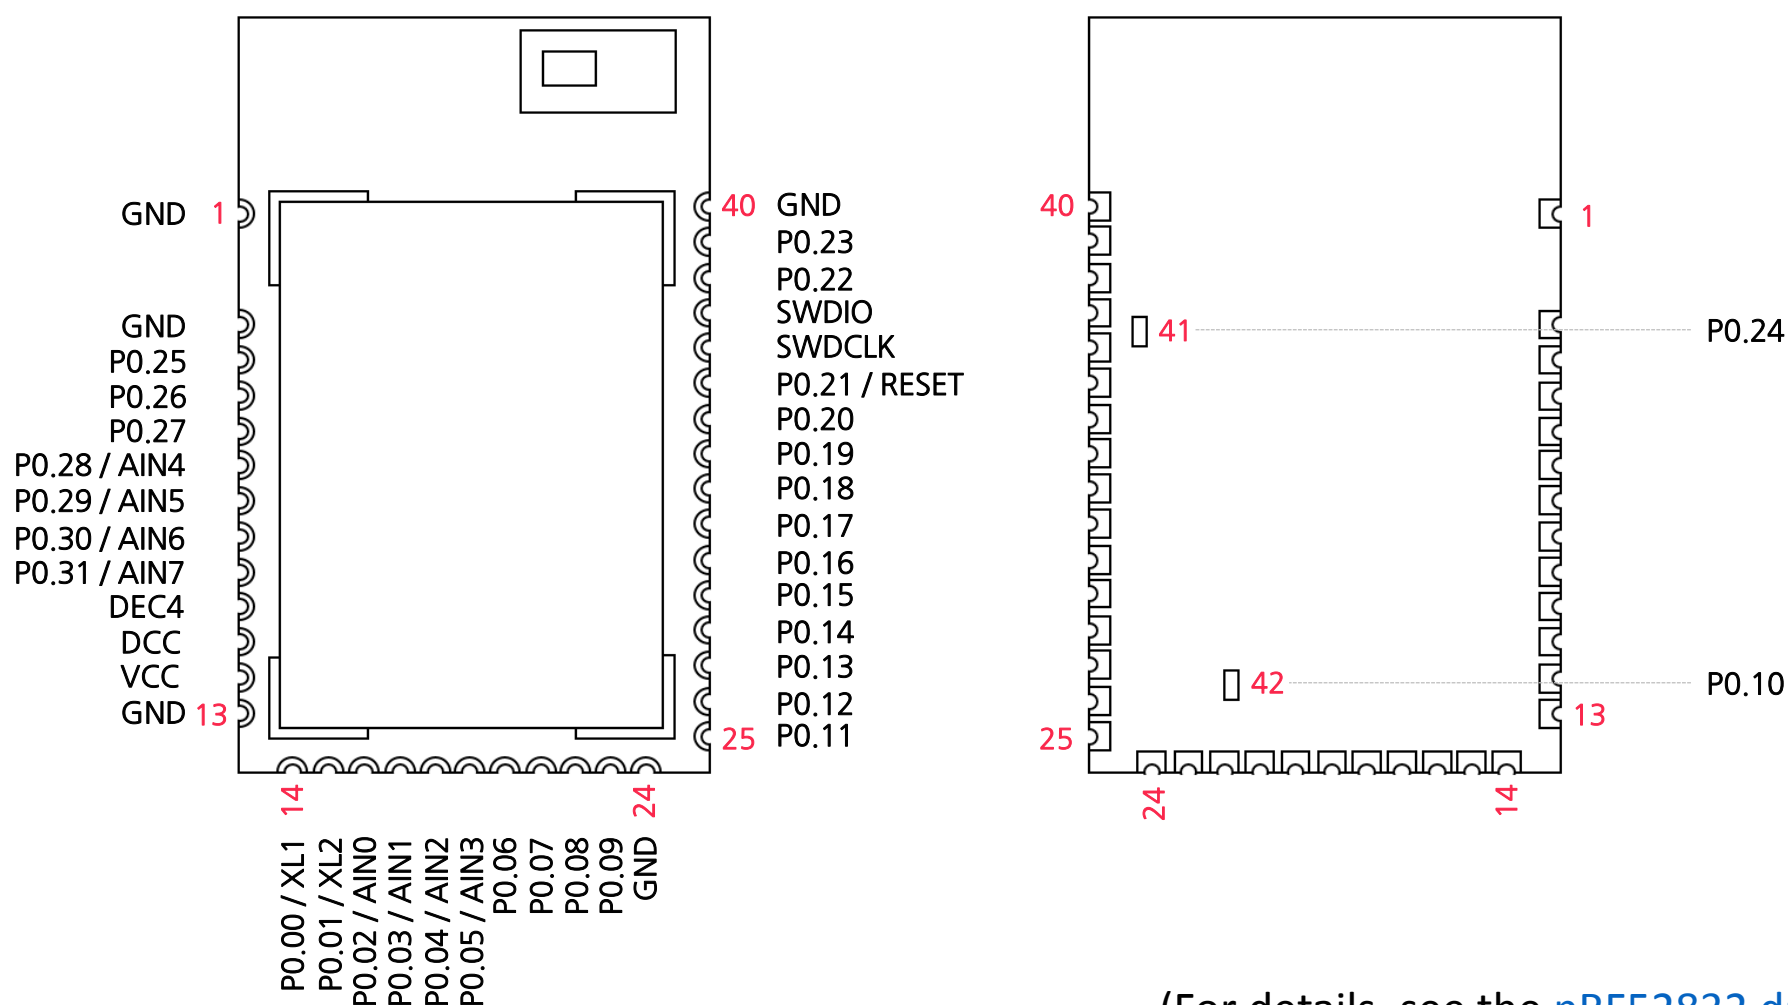 GND 1
GND
P0.25
P0.26
P0.27
P0.28 / AIN4
P0.29 / AIN5
P0.30 / AIN6
P0.31 / AIN7
DEC4
DCC
VCC
GND 13
14
24
P0.00 / XL1
P0.01 / XL2
P0.02 / AIN0
P0.03 / AIN1
P0.04 / AIN2
P0.05 / AIN3
P0.06
P0.07
P0.08
P0.09
GND
40 GND
P0.23
P0.22
SWDIO
SWDCLK
P0.21 / RESET
P0.20
P0.19
P0.18
P0.17
P0.16
P0.15
P0.14
P0.13
P0.12
25 P0.11
40
1
41 P0.24
42 P0.10
13
25
24
14
(For details, see the